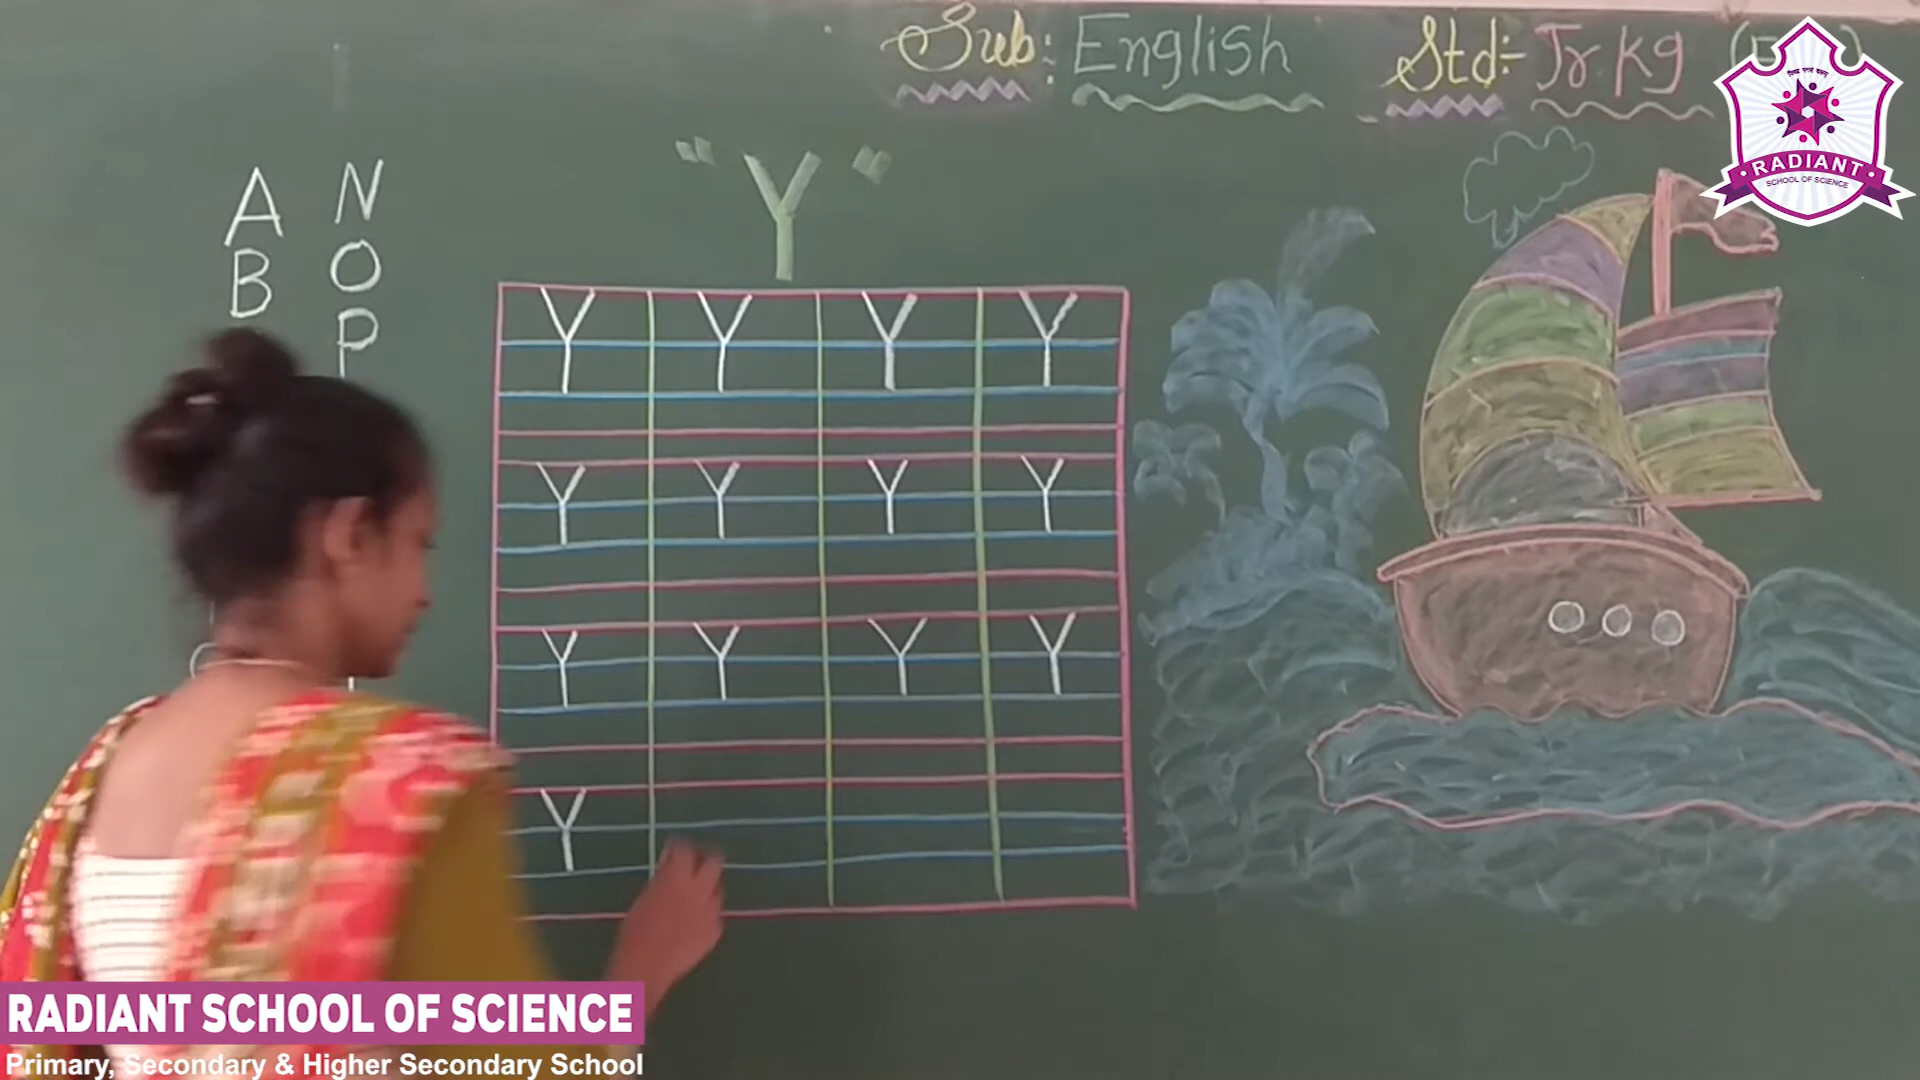 Sub: English Std:- Jr. Kg
RADIANT
SCHOOL OF SCIENCE
"Y"
A N
B O
P
Y Y Y Y
Y Y Y Y
Y Y Y Y
Y
RADIANT SCHOOL OF SCIENCE
Primary, Secondary & Higher Secondary School